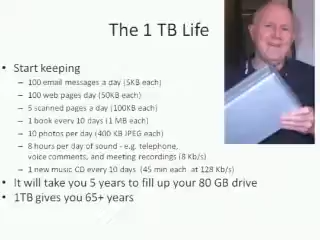 The 1 TB Life
• Start keeping
– 100 email messages a day (5KB each)
– 100 web pages day (50KB each)
– 5 scanned pages a day (100KB each)
– 1 book every 10 days (1 MB each)
– 10 photos per day (400 KB JPEG each)
– 8 hours per day of sound - e.g. telephone,
voice comments, and meeting recordings (8 Kb/s)
– 1 new music CD every 10 days (45 min each at 128 Kb/s)
• It will take you 5 years to fill up your 80 GB drive
• 1TB gives you 65+ years